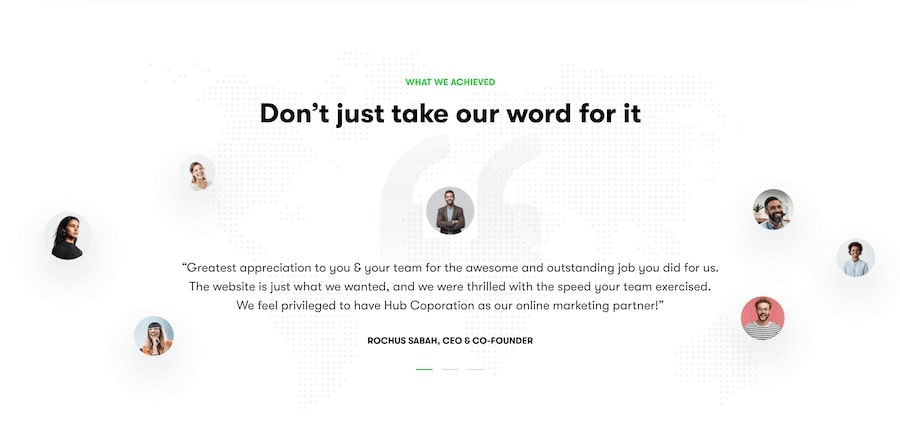 WHAT WE ACHIEVED
Don’t just take our word for it
“Greatest appreciation to you & your team for the awesome and outstanding job you did for us.
The website is just what we wanted, and we were thrilled with the speed your team exercised.
We feel privileged to have Hub Coporation as our online marketing partner!”
ROCHUS SABAH, CEO & CO-FOUNDER